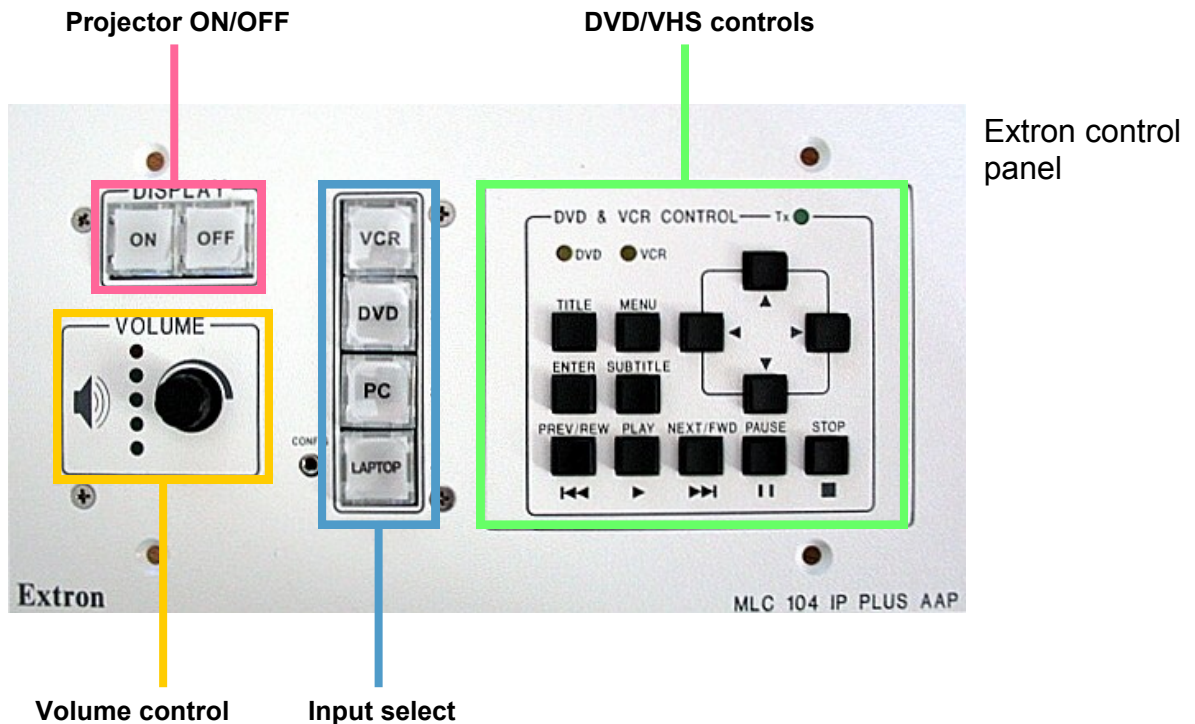 Projector ON/OFF
DVD/VHS controls
Extron control
panel
DISPLAY
ON OFF
VOLUME
VCR
DVD
PC
LAPTOP
CONFIG
DVD & VCR CONTROL Tx
DVD VCR
TITLE MENU
ENTER SUBTITLE
PREV/REW PLAY NEXT/FWD PAUSE STOP
Extron
MLC 104 IP PLUS AAP
Volume control
Input select